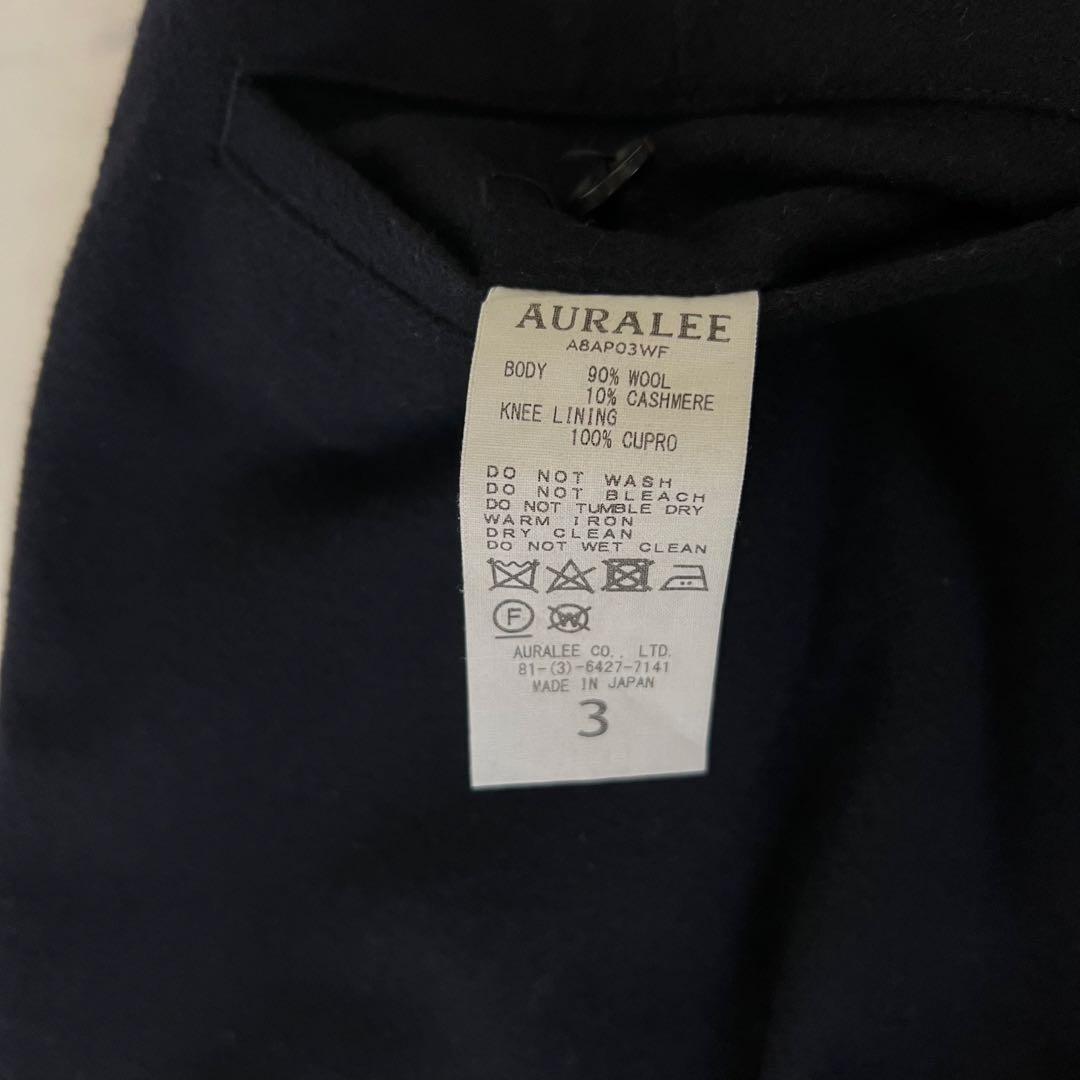 AURALEE
A8AP03WF
BODY 90% WOOL
10% CASHMERE
KNEE LINING
100% CUPRO
DO NOT WASH
DO NOT BLEACH
DO NOT TUMBLE DRY
WARM IRON
DRY CLEAN
DO NOT WET CLEAN
F W
AURALEE CO., LTD.
81-(3)-6427-7141
MADE IN JAPAN
3